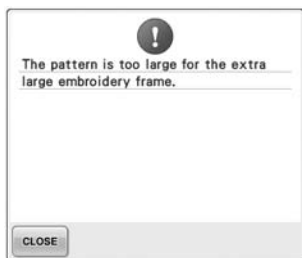 The pattern is too large for the extra
large embroidery frame.
CLOSE